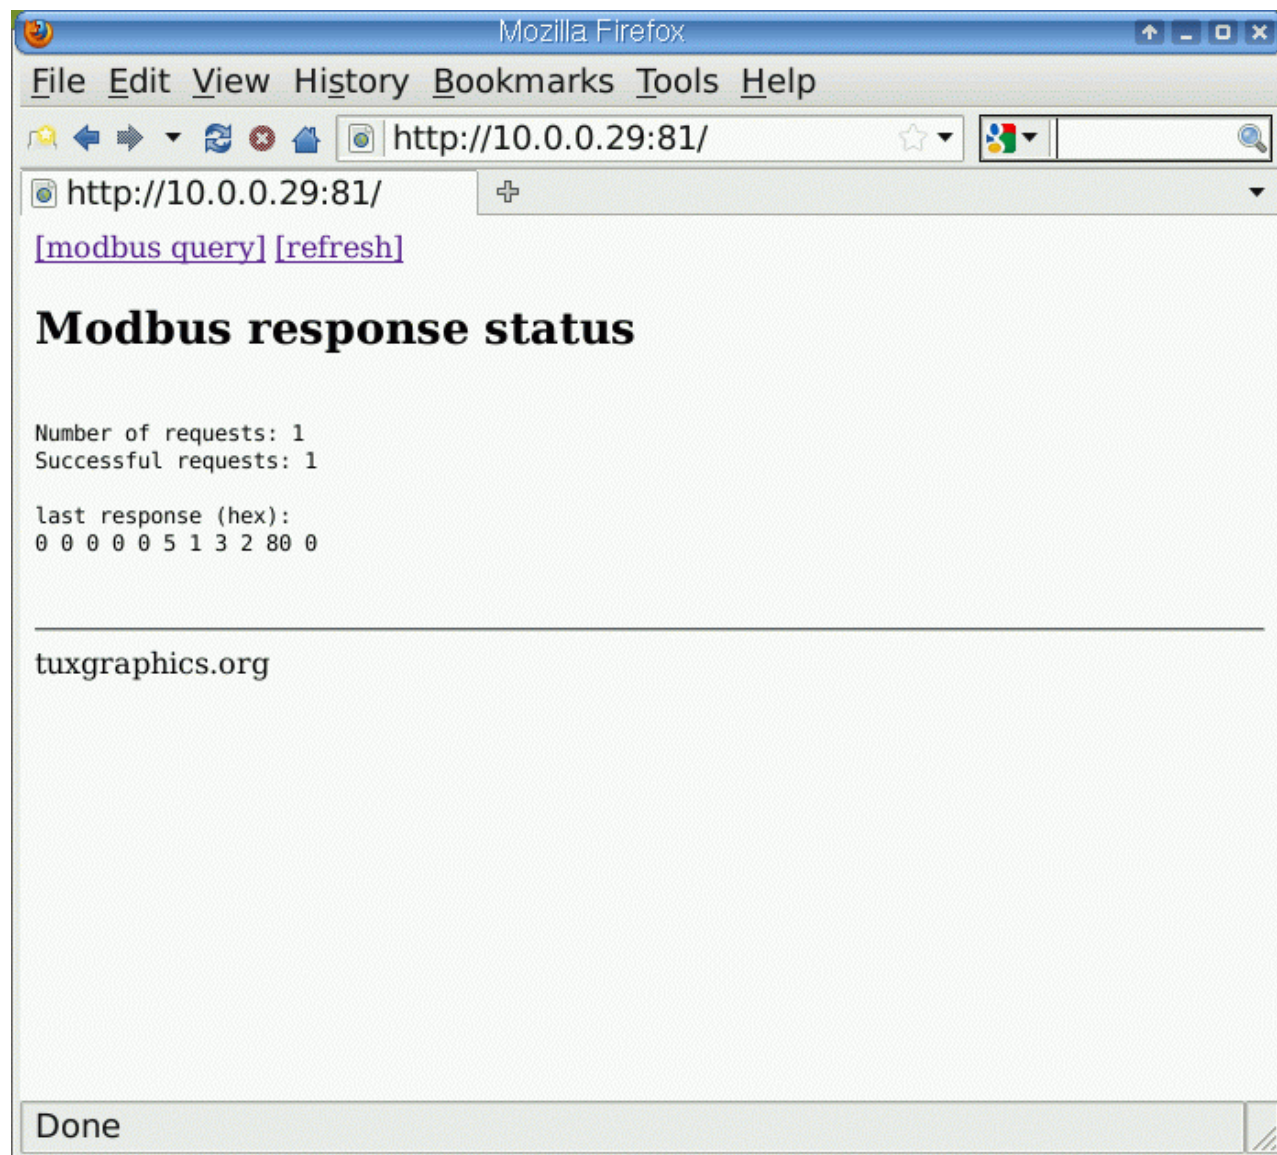 Mozilla Firefox
File Edit View History Bookmarks Tools Help
http://10.0.0.29:81/
http://10.0.0.29:81/
[modbus query] [refresh]
Modbus response status
Number of requests: 1
Successful requests: 1
last response (hex):
0 0 0 0 0 5 1 3 2 80 0
tuxgraphics.org
Done